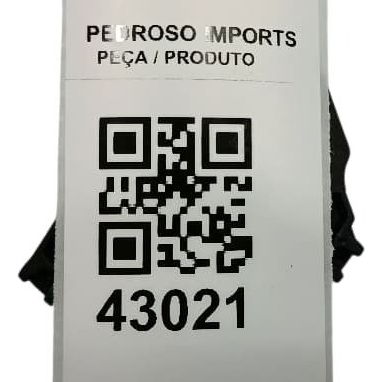 PEDROSO IMPORTS
PEÇA / PRODUTO
43021